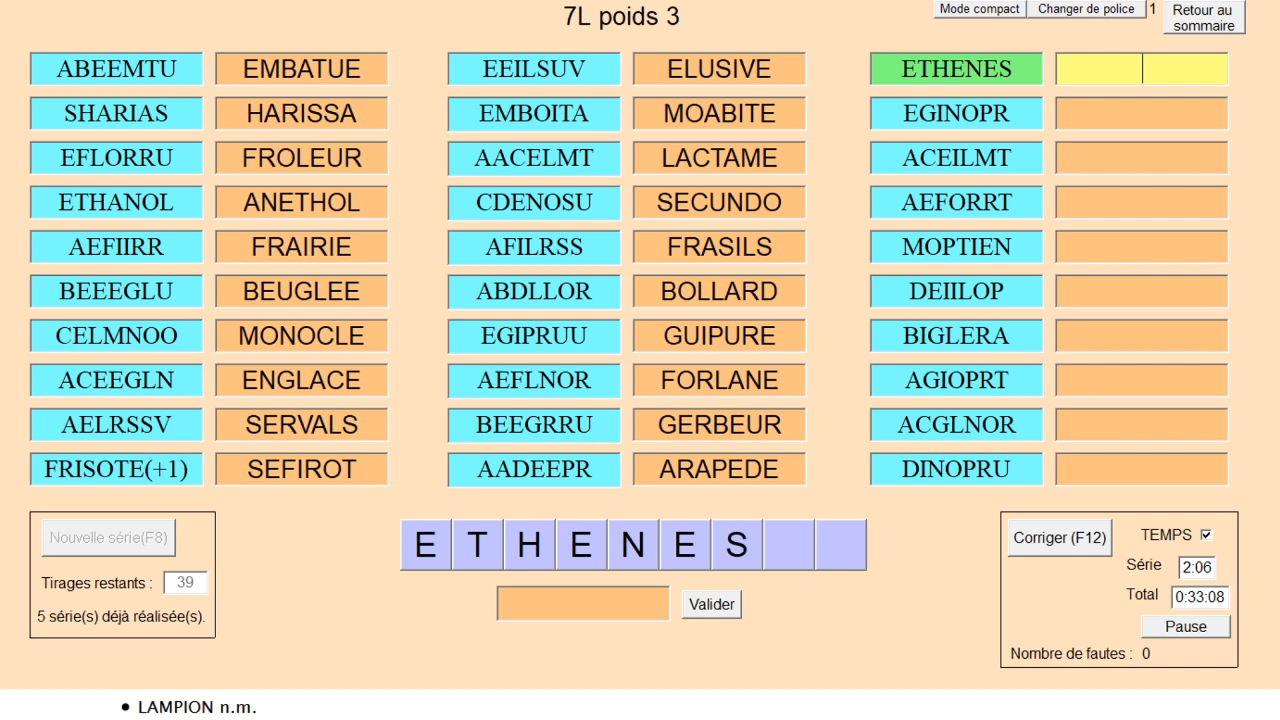 7L poids 3
Mode compact Changer de police 1 Retour au sommaire
ABEEMTU EMBATUE EEILSUV ELUSIVE ETHENES
SHARIAS HARISSA EMBOITA MOABITE EGINOPR
EFLORRU FROLEUR AACELMT LACTAME ACEILMT
ETHANOL ANETHOL CDENOSU SECUNDO AEFORRT
AEFIIRR FRAIRIE AFILRSS FRASILS MOPTIEN
BEEEGLU BEUGLEE ABDLLOR BOLLARD DEIILOP
CELMNOO MONOCLE EGIPRUU GUIPURE BIGLERA
ACEEGLN ENGLACE AEFLNOR FORLANE AGIOPRT
AELRSSV SERVALS BEEGRRU GERBEUR ACGLNOR
FRISOTE(+1) SEFIROT AADEEPR ARAPEDE DINOPRU
Nouvelle série(F8)
Tirages restants : 39
5 série(s) déjà réalisée(s).
E T H E N E S
Valider
Corriger (F12) TEMPS
Série 2:06
Total 0:33:08
Pause
Nombre de fautes : 0
• LAMPION n.m.